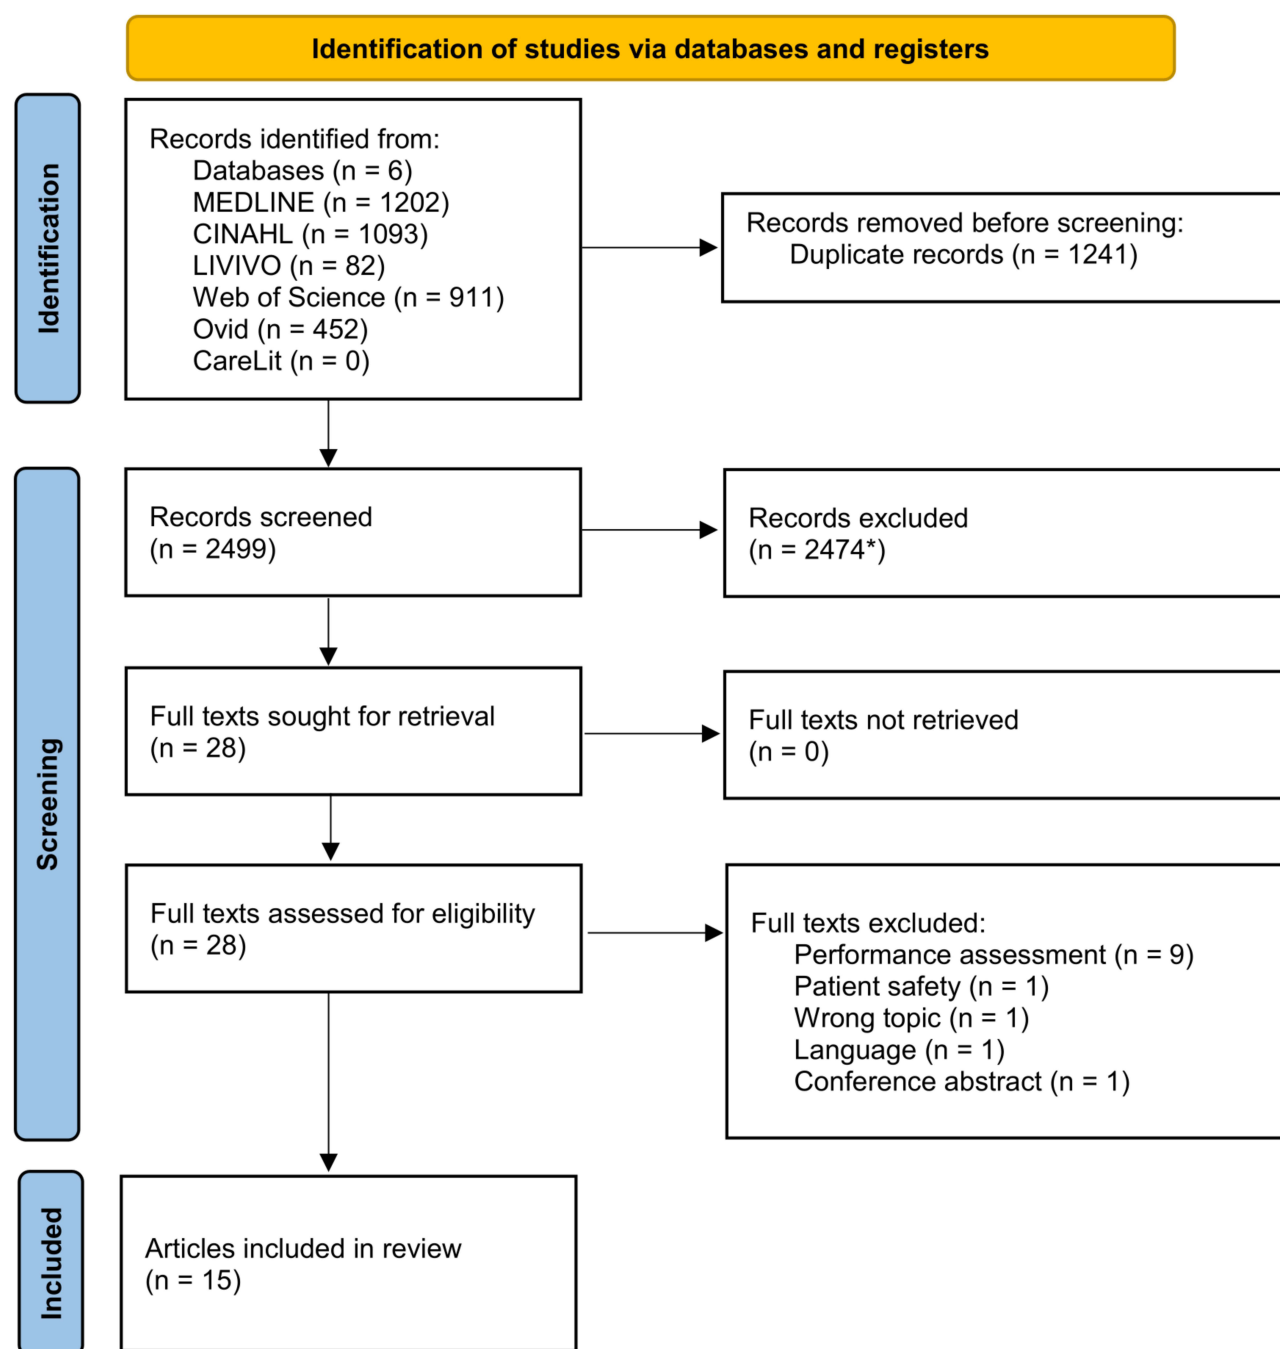 Identification of studies via databases and registers
Identification
Records identified from:
Databases (n = 6)
MEDLINE (n = 1202)
CINAHL (n = 1093)
LIVIVO (n = 82)
Web of Science (n = 911)
Ovid (n = 452)
CareLit (n = 0)
Records removed before screening:
Duplicate records (n = 1241)
Screening
Records screened
(n = 2499)
Records excluded
(n = 2474*)
Full texts sought for retrieval
(n = 28)
Full texts not retrieved
(n = 0)
Full texts assessed for eligibility
(n = 28)
Full texts excluded:
Performance assessment (n = 9)
Patient safety (n = 1)
Wrong topic (n = 1)
Language (n = 1)
Conference abstract (n = 1)
Included
Articles included in review
(n = 15)